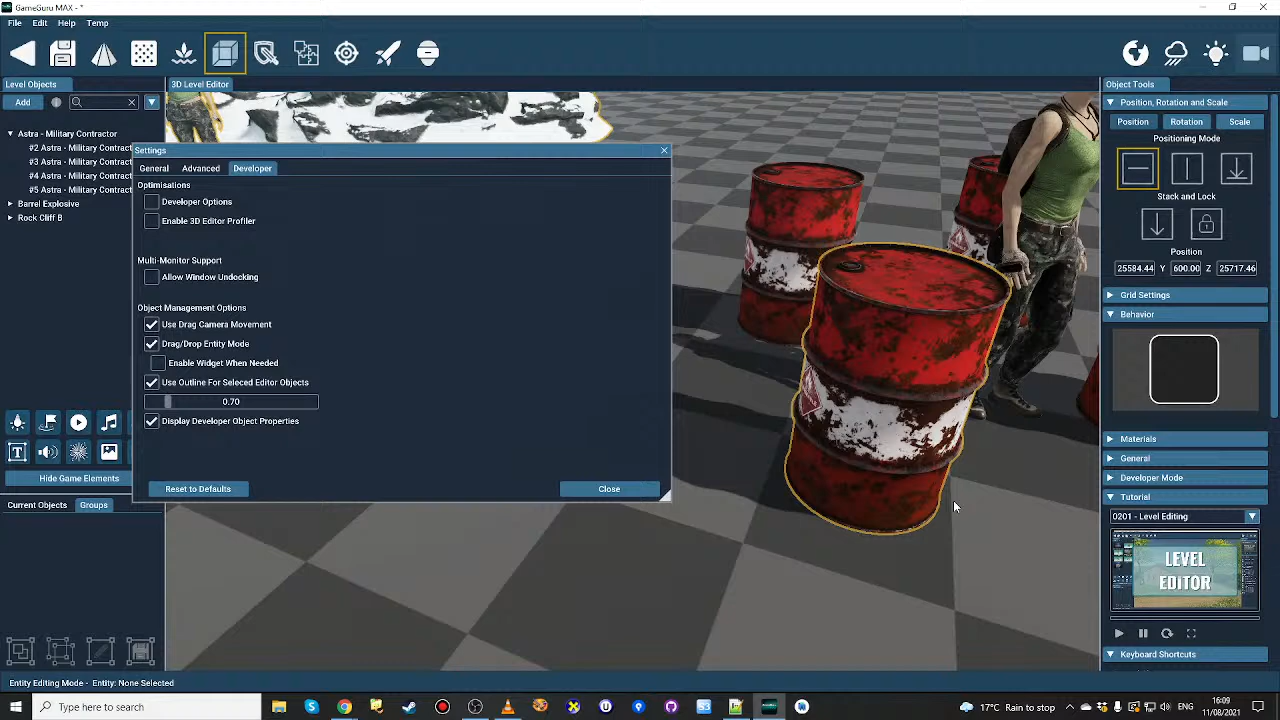 GameGuru MAX - *
File Edit Help Temp
Level Objects
3D Level Editor
Object Tools
Add
Astra - Military Contractor
#2 Astra - Military Contract
#3 Astra - Military Contract
#4 Astra - Military Contract
#5 Astra - Military Contract
Barrel Explosive
Rock Cliff B
Hide Game Elements
Current Objects Groups
Settings
General Advanced Developer
Optimisations
Developer Options
Enable 3D Editor Profiler
Multi-Monitor Support
Allow Window Undocking
Object Management Options
Use Drag Camera Movement
Drag/Drop Entity Mode
Enable Widget When Needed
Use Outline For Seleced Editor Objects
0.70
Display Developer Object Properties
Reset to Defaults Close
Position, Rotation and Scale
Position Rotation Scale
Positioning Mode
Stack and Lock
Position
25584.44 Y 600.00 Z 25717.46
Grid Settings
Behavior
Materials
General
Developer Mode
Tutorial
0201 - Level Editing
LEVEL
EDITOR
Keyboard Shortcuts
Entity Editing Mode - Entity: None Selected
Type here to search
17°C Rain to stop
16:09
11/08/2021